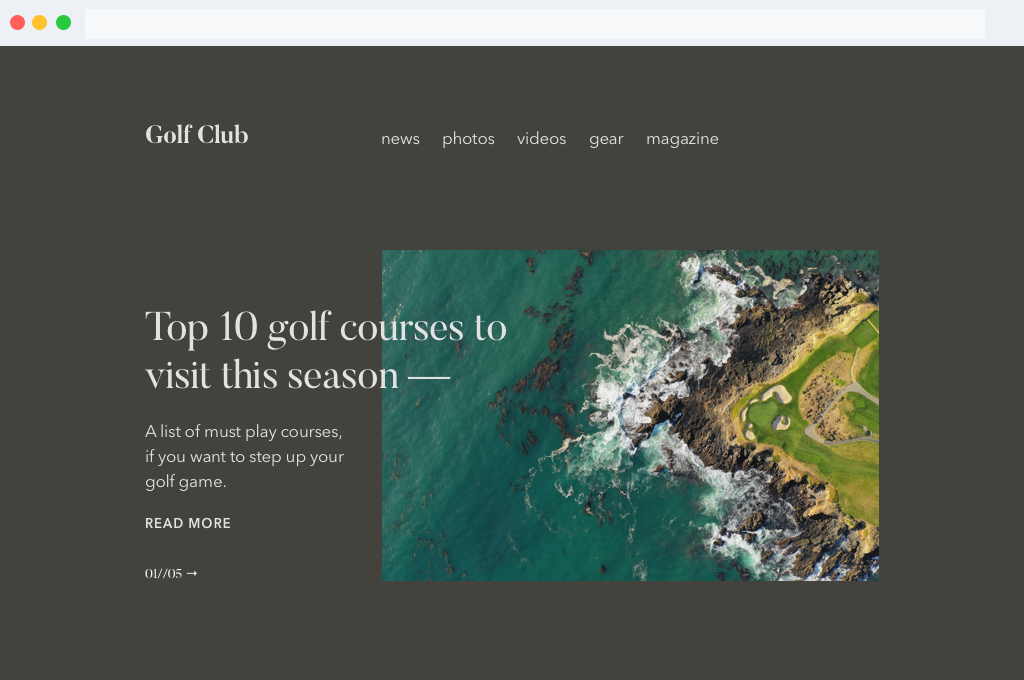 Golf Club
news photos videos gear magazine
Top 10 golf courses to
visit this season —
A list of must play courses,
if you want to step up your
golf game.
READ MORE
01//05 →